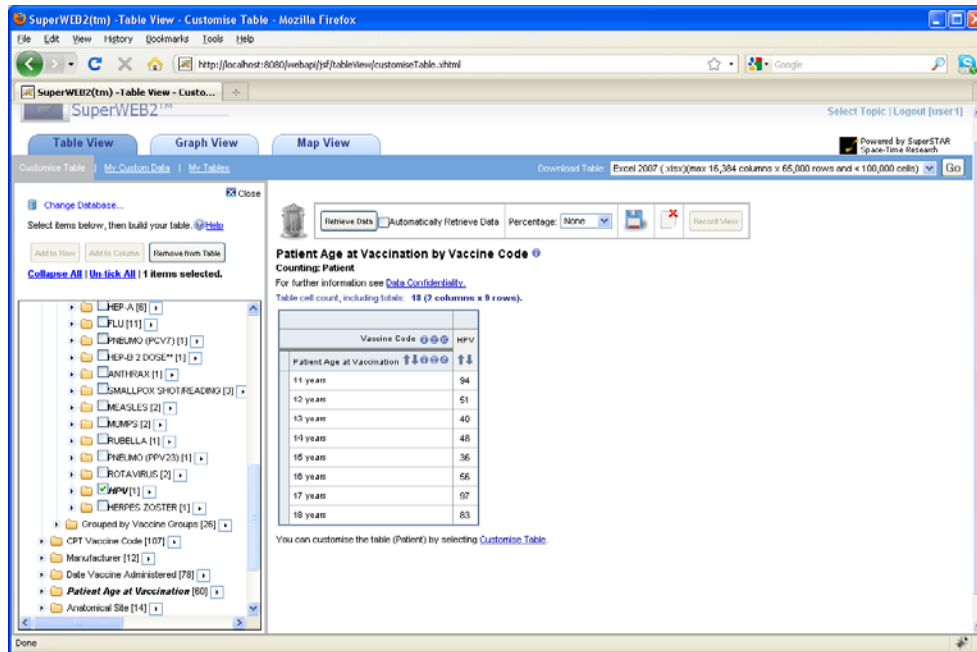 SuperWEB2(tm) -Table View - Customise Table - Mozilla Firefox
File Edit View History Bookmarks Tools Help
http://localhost:8080/webapi/jsf/tableView/customiseTable.xhtml
Google
SuperWEB2(tm) -Table View - Custo...
SuperWEB2™
Select Topic | Logout [user1]
Table View Graph View Map View
Powered by SuperSTAR
Space-Time Research
Customise Table | My Custom Data | My Tables
Download Table: Excel 2007 (.xlsx)(max 16,384 columns x 65,000 rows and < 100,000 cells) Go
Close
Change Database...
Select items below, then build your table. Help
Add to Row Add to Column Remove from Table
Collapse All | Un-tick All | 1 items selected.
HEP-A [6]
FLU [11]
PNEUMO (PCV7) [1]
HEP-B 2 DOSE** [1]
ANTHRAX [1]
SMALLPOX SHOT/READING [3]
MEASLES [2]
MUMPS [2]
RUBELLA [1]
PNEUMO (PPV23) [1]
ROTAVIRUS [2]
HPV [1]
HERPES ZOSTER [1]
Grouped by Vaccine Groups [26]
CPT Vaccine Code [107]
Manufacturer [12]
Date Vaccine Administered [78]
Patient Age at Vaccination [60]
Anatomical Site [14]
Retrieve Data Automatically Retrieve Data Percentage: None Record View
Patient Age at Vaccination by Vaccine Code
Counting: Patient
For further information see Data Confidentiality.
Table cell count, including totals: 18 (2 columns x 9 rows).
Vaccine Code HPV
Patient Age at Vaccination
11 years 94
12 years 51
13 years 40
14 years 48
15 years 36
16 years 56
17 years 97
18 years 83
You can customise the table (Patient) by selecting Customise Table.
Done